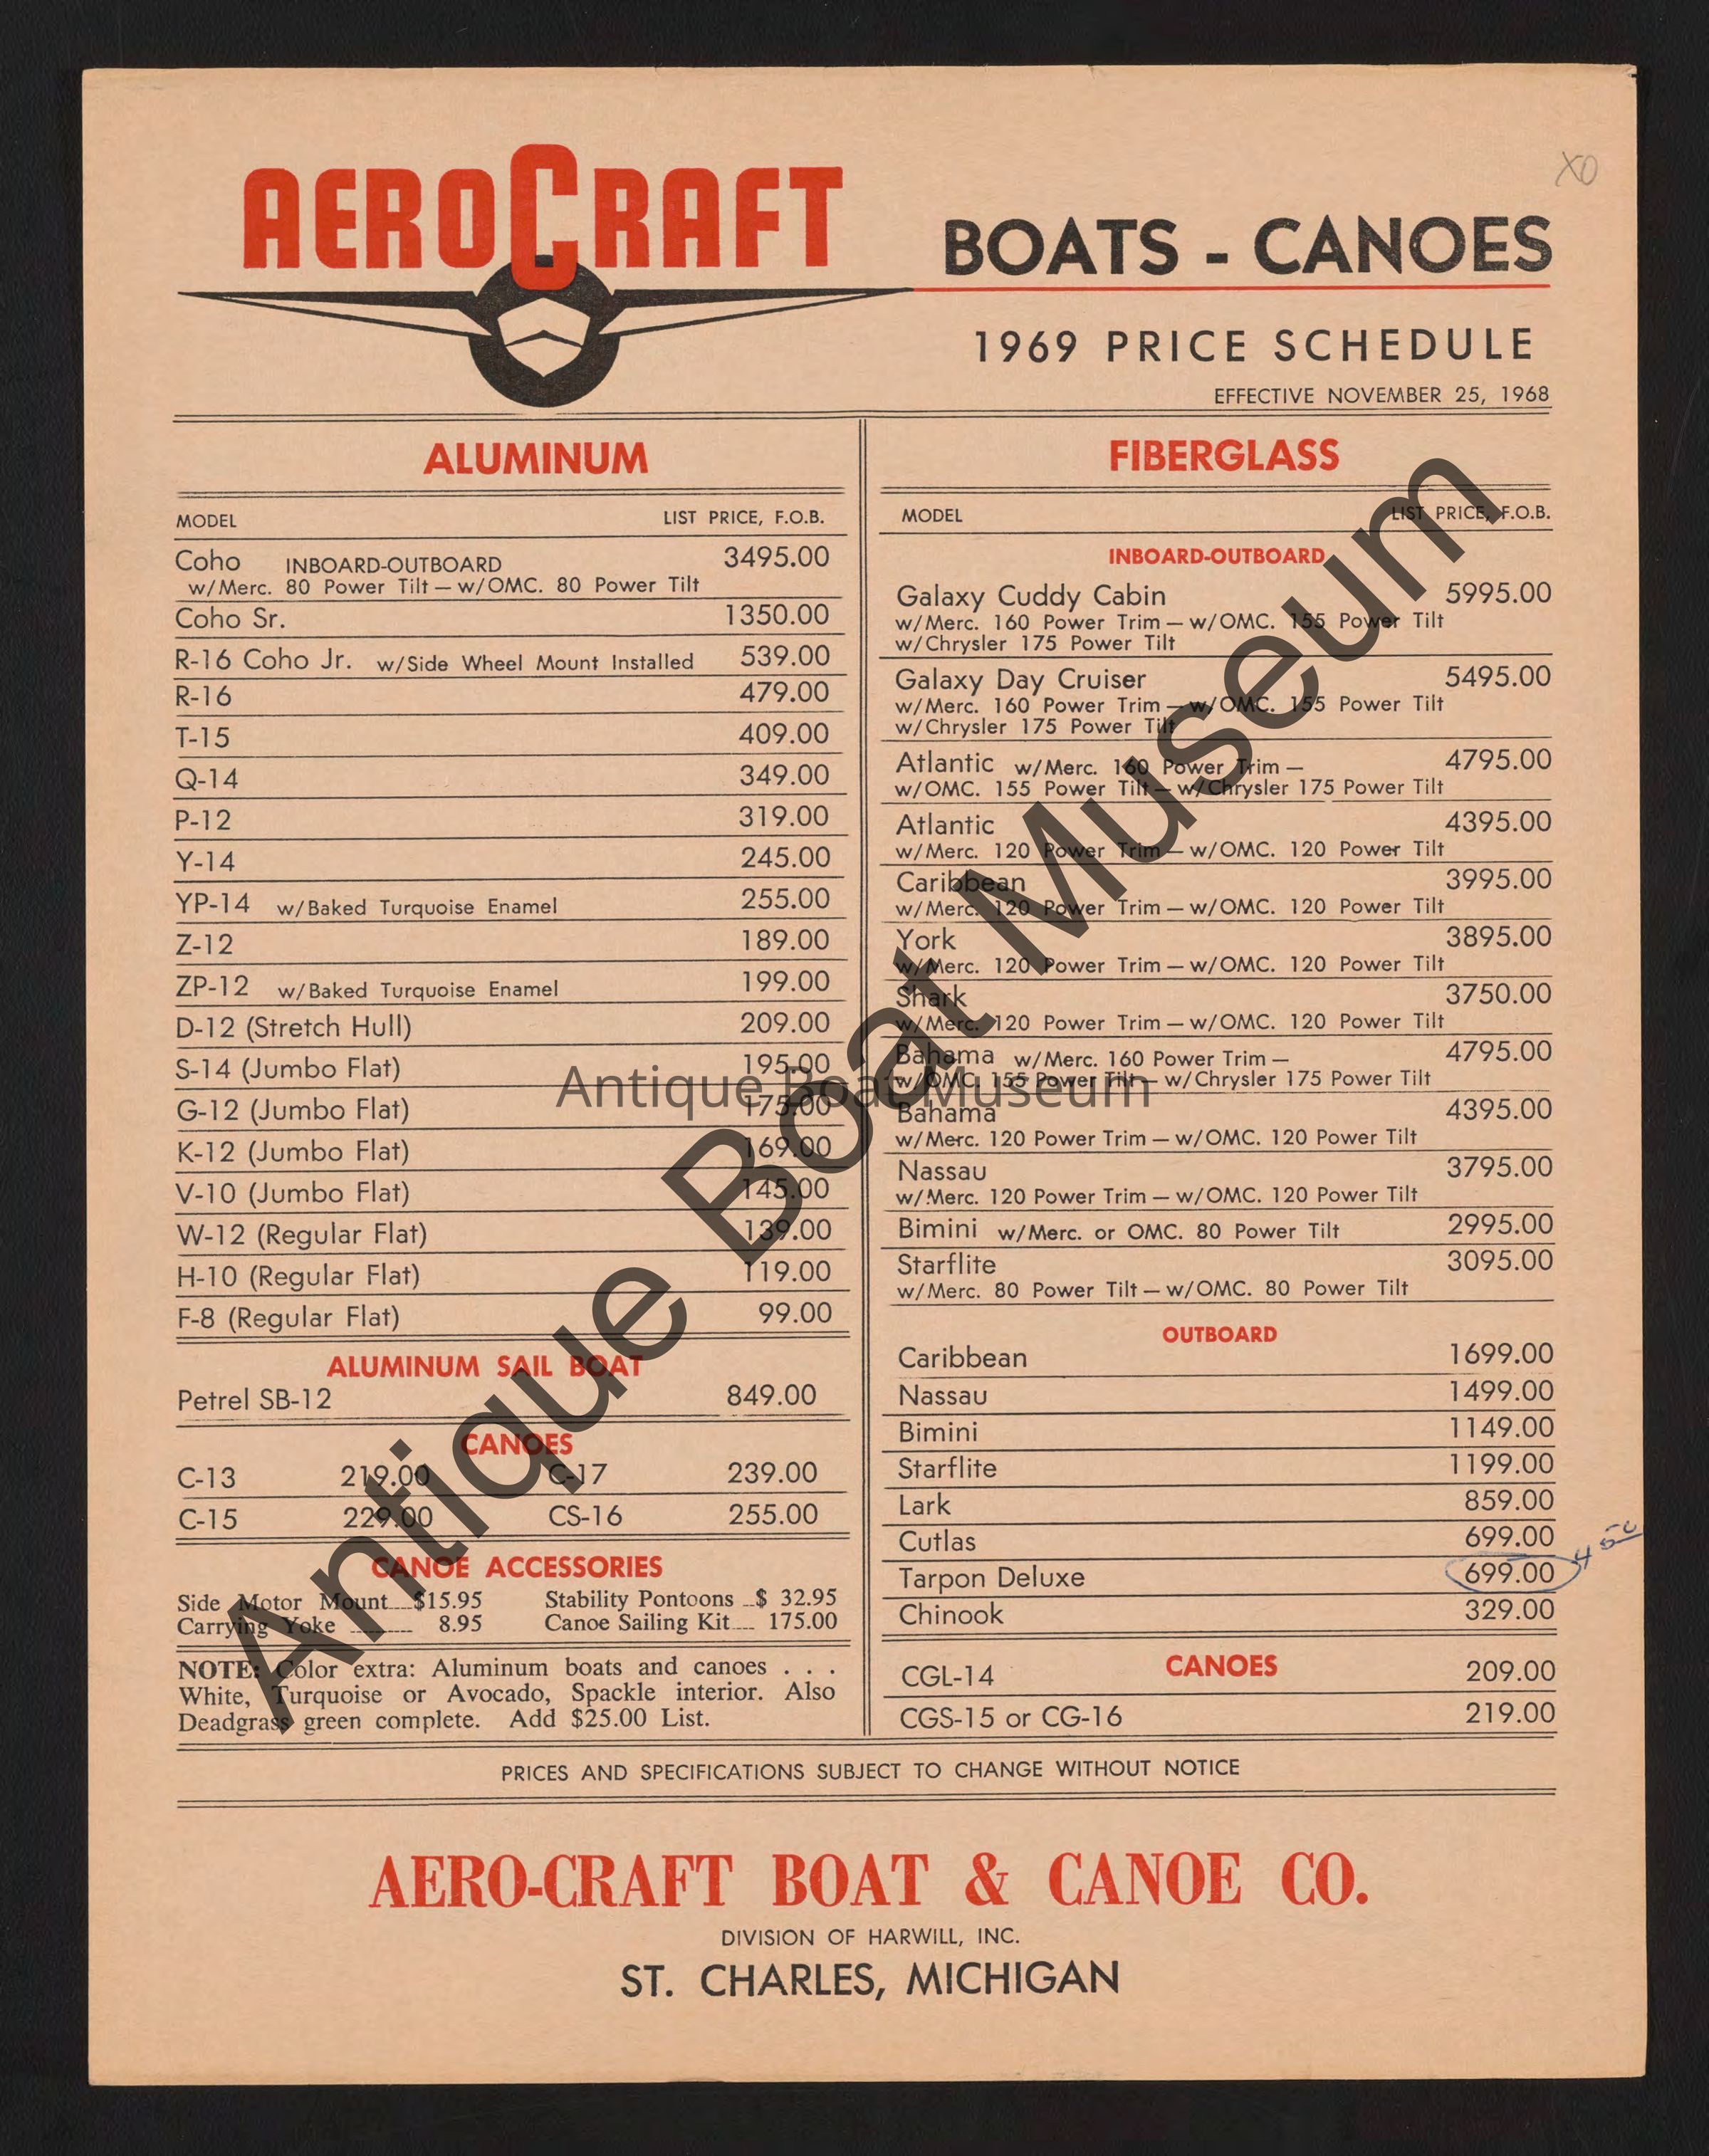 AEROCRAFT
BOATS - CANOES
XO
1969 PRICE SCHEDULE
EFFECTIVE NOVEMBER 25, 1968
ALUMINUM
MODEL LIST PRICE, F.O.B.
Coho INBOARD-OUTBOARD 3495.00
w/Merc. 80 Power Tilt — w/OMC. 80 Power Tilt
Coho Sr. 1350.00
R-16 Coho Jr. w/Side Wheel Mount Installed 539.00
R-16 479.00
T-15 409.00
Q-14 349.00
P-12 319.00
Y-14 245.00
YP-14 w/Baked Turquoise Enamel 255.00
Z-12 189.00
ZP-12 w/Baked Turquoise Enamel 199.00
D-12 (Stretch Hull) 209.00
S-14 (Jumbo Flat) 195.00
G-12 (Jumbo Flat) 175.00
K-12 (Jumbo Flat) 169.00
V-10 (Jumbo Flat) 145.00
W-12 (Regular Flat) 139.00
H-10 (Regular Flat) 119.00
F-8 (Regular Flat) 99.00
ALUMINUM SAIL BOAT
Petrel SB-12 849.00
CANOES
C-13 219.00 C-17 239.00
C-15 229.00 CS-16 255.00
CANOE ACCESSORIES
Side Motor Mount $15.95 Stability Pontoons $ 32.95
Carrying Yoke 8.95 Canoe Sailing Kit 175.00
NOTE: Color extra: Aluminum boats and canoes . . .
White, Turquoise or Avocado, Spackle interior. Also
Deadgrass green complete. Add $25.00 List.
FIBERGLASS
MODEL LIST PRICE, F.O.B.
INBOARD-OUTBOARD
Galaxy Cuddy Cabin 5995.00
w/Merc. 160 Power Trim — w/OMC. 155 Power Tilt
w/Chrysler 175 Power Tilt
Galaxy Day Cruiser 5495.00
w/Merc. 160 Power Trim — w/OMC. 155 Power Tilt
w/Chrysler 175 Power Tilt
Atlantic w/Merc. 160 Power Trim — 4795.00
w/OMC. 155 Power Tilt — w/Chrysler 175 Power Tilt
Atlantic 4395.00
w/Merc. 120 Power Trim — w/OMC. 120 Power Tilt
Caribbean 3995.00
w/Merc. 120 Power Trim — w/OMC. 120 Power Tilt
York 3895.00
w/Merc. 120 Power Trim — w/OMC. 120 Power Tilt
Shark 3750.00
w/Merc. 120 Power Trim — w/OMC. 120 Power Tilt
Bahama w/Merc. 160 Power Trim — 4795.00
w/OMC. 155 Power Tilt — w/Chrysler 175 Power Tilt
Bahama 4395.00
w/Merc. 120 Power Trim — w/OMC. 120 Power Tilt
Nassau 3795.00
w/Merc. 120 Power Trim — w/OMC. 120 Power Tilt
Bimini w/Merc. or OMC. 80 Power Tilt 2995.00
Starflite 3095.00
w/Merc. 80 Power Tilt — w/OMC. 80 Power Tilt
OUTBOARD
Caribbean 1699.00
Nassau 1499.00
Bimini 1149.00
Starflite 1199.00
Lark 859.00
Cutlas 699.00
Tarpon Deluxe 699.00 450
Chinook 329.00
CANOES
CGL-14 209.00
CGS-15 or CG-16 219.00
PRICES AND SPECIFICATIONS SUBJECT TO CHANGE WITHOUT NOTICE
AERO-CRAFT BOAT & CANOE CO.
DIVISION OF HARWILL, INC.
ST. CHARLES, MICHIGAN
Antique Boat Museum
Antique Boat Museum